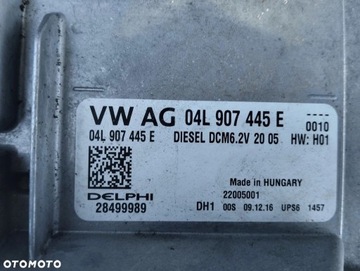 VW AG 04L 907 445 E
----
0010
04L 907 445 E DIESEL DCM6.2V 20 05 HW: H01
Made in HUNGARY
22005001
DELPHI
28499989
DH1 00S 09.12.16 UPS6 1457
OTOMOTO
OTOMOTO